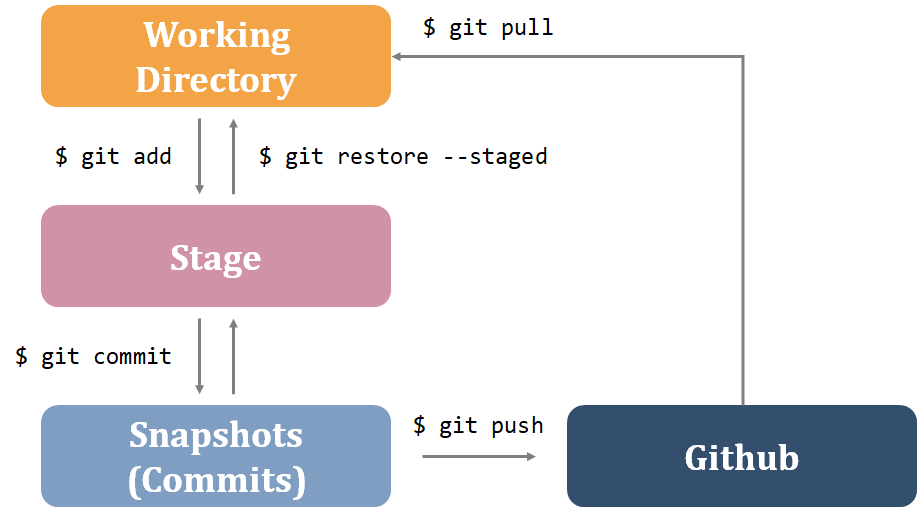 Working
Directory
$ git pull
$ git add
$ git restore --staged
Stage
$ git commit
Snapshots
(Commits)
$ git push
Github